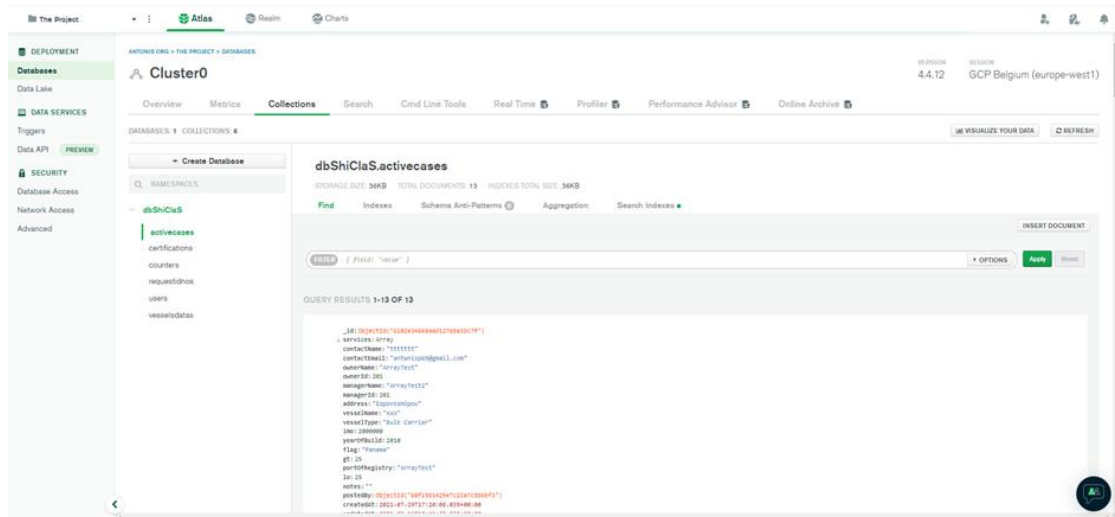 The Project
Atlas
Realm
Charts
DEPLOYMENT
Databases
Data Lake
DATA SERVICES
Triggers
Data API PREVIEW
SECURITY
Database Access
Network Access
Advanced
ANTONIS ORG > THE PROJECT > DATABASES
Cluster0
VERSION
4.4.12
REGION
GCP Belgium (europe-west1)
Overview Metrics Collections Search Cmd Line Tools Real Time Profiler Performance Advisor Online Archive
DATABASES: 1 COLLECTIONS: 6
VISUALIZE YOUR DATA
REFRESH
+ Create Database
NAMESPACES
dbShiClaS
activecases
certifications
counters
requestidnos
users
vesselsdatas
dbShiClaS.activecases
STORAGE SIZE: 36KB TOTAL DOCUMENTS: 13 INDEXES TOTAL SIZE: 36KB
Find Indexes Schema Anti-Patterns Aggregation Search Indexes
INSERT DOCUMENT
FILTER { field: 'value' }
OPTIONS
Apply
Reset
QUERY RESULTS 1-13 OF 13
services: Array
contactName: "ttttttt"
ownerName: "ArrayTest"
ownerId: 201
managerName: "ArrayTest2"
managerId: 201
vesselName: "xxx"
vesselType: "Bulk Carrier"
imo: 2000000
yearOfBuild: 2010
flag: "Panama"
gt: 25
portOfRegistry: "ArrayTest"
lo: 25
notes: ""